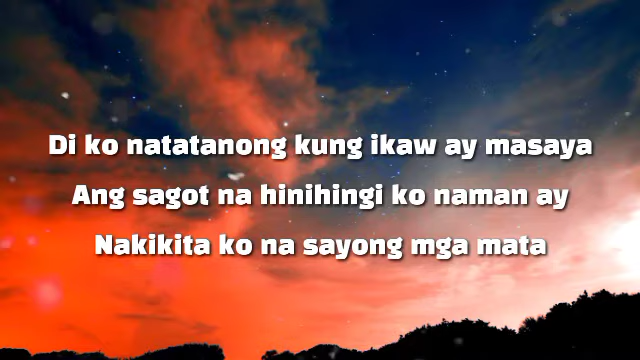 Di ko natatanong kung ikaw ay masaya
Ang sagot na hinihingi ko naman ay
Nakikita ko na sayong mga mata